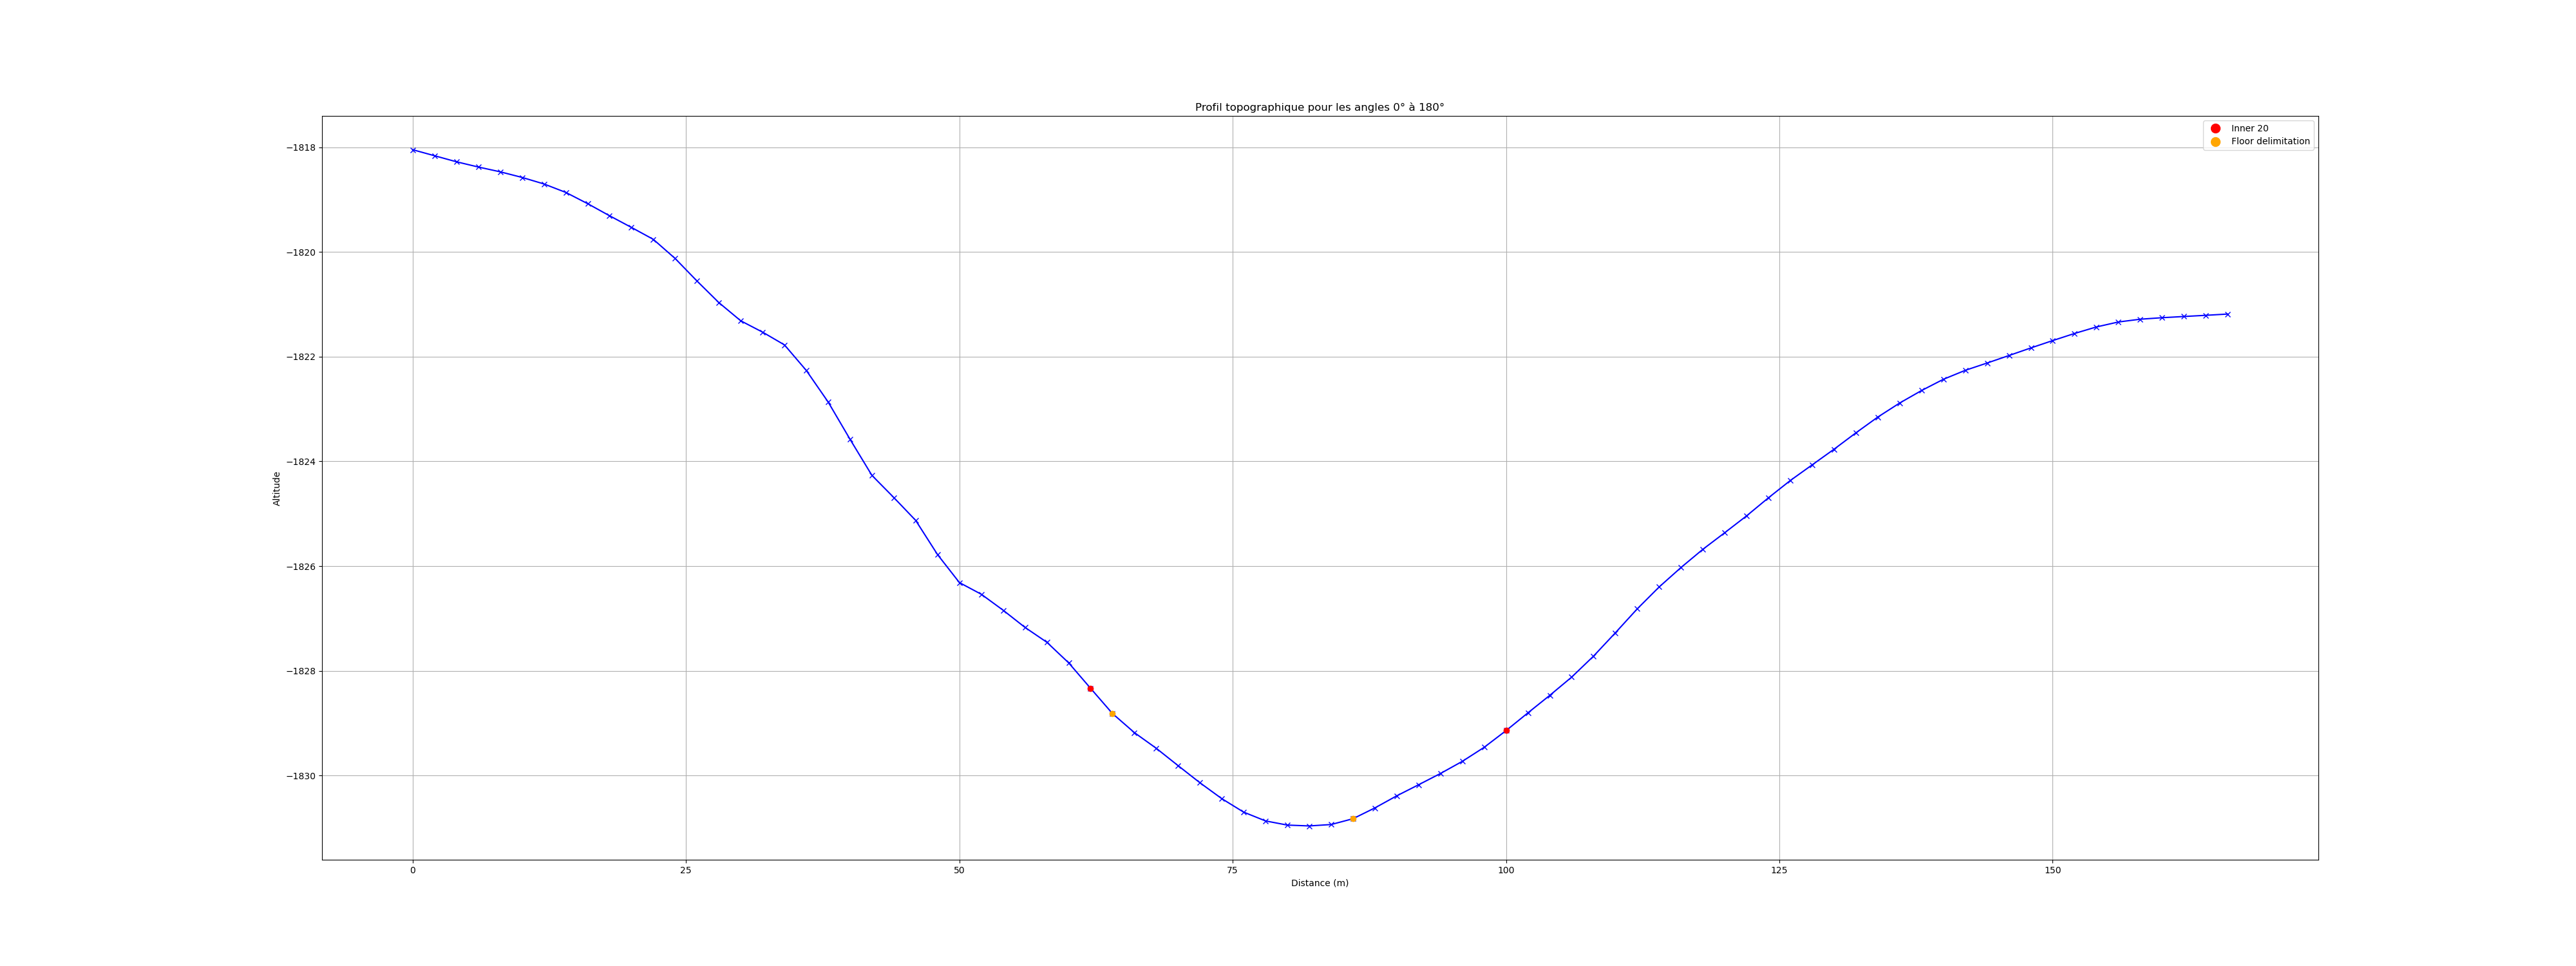 Profil topographique pour les angles 0° à 180°
Inner 20
Floor delimitation
−1818
−1820
−1822
−1824
−1826
−1828
−1830
Altitude
0 25 50 75 100 125 150
Distance (m)